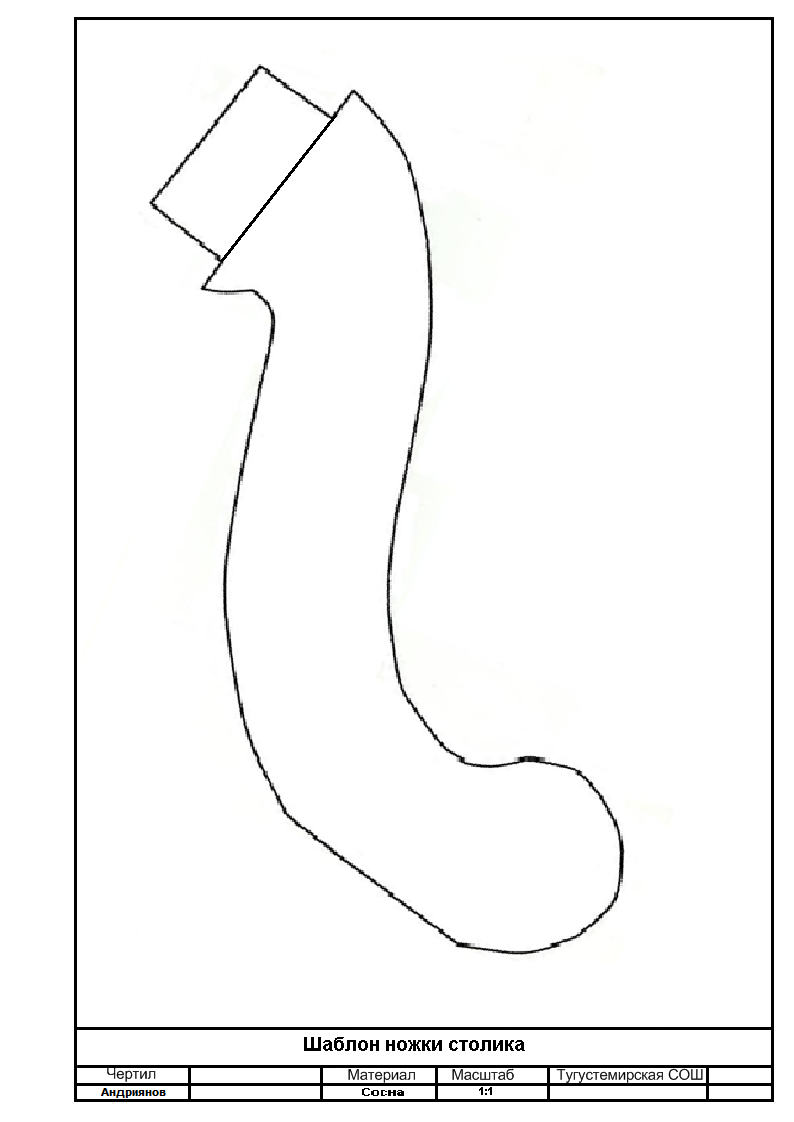 Шаблон ножки столика
Чертил Материал Масштаб Тугустемирская СОШ
Андриянов Сосна 1:1